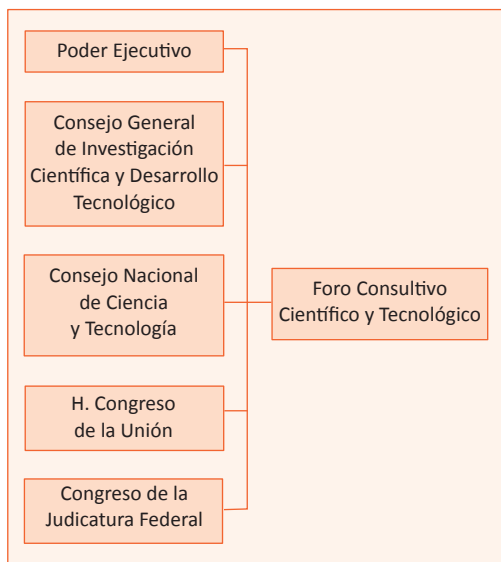 Poder Ejecutivo
Consejo General
de Investigación
Científica y Desarrollo
Tecnológico
Consejo Nacional
de Ciencia
y Tecnología
Foro Consultivo
Científico y Tecnológico
H. Congreso
de la Unión
Congreso de la
Judicatura Federal